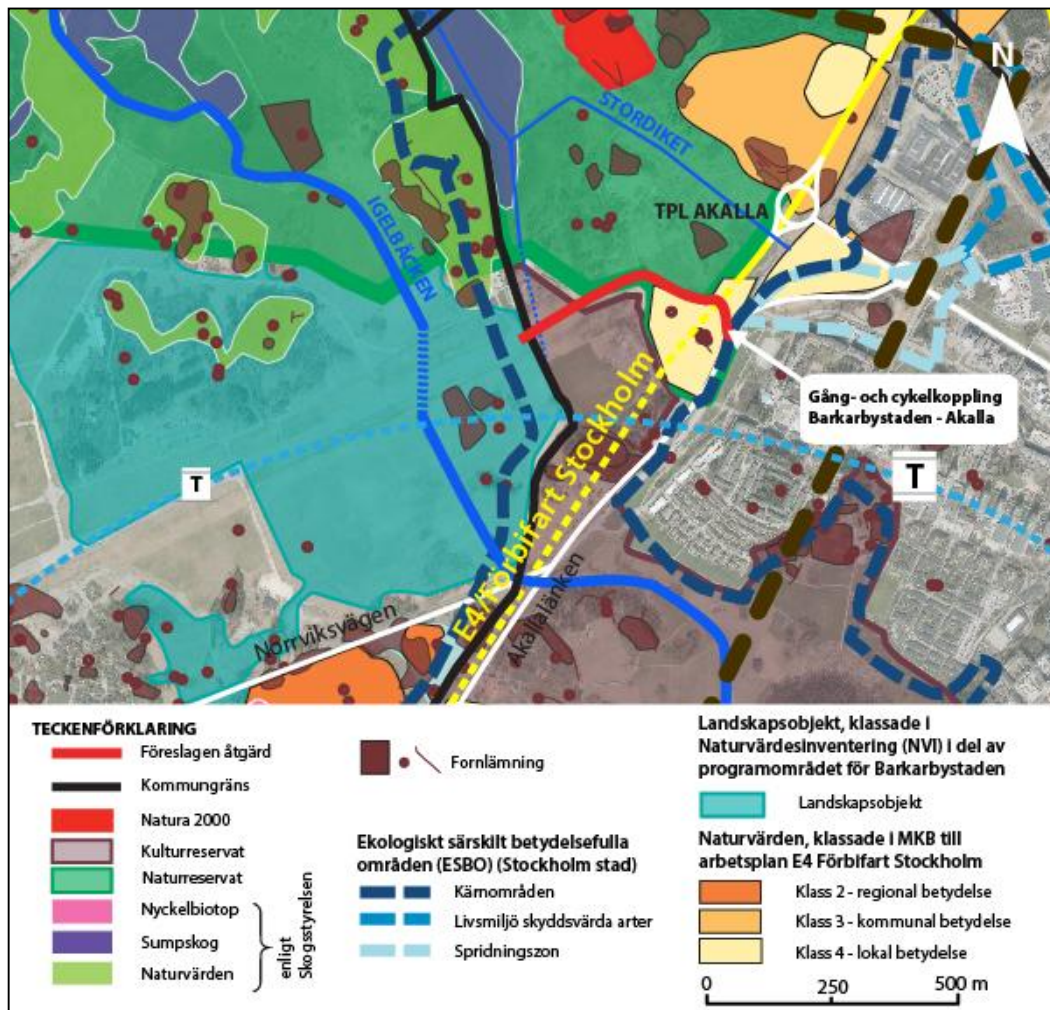 N
STORDIKET
IGELBÄCKEN
TPL AKALLA
E4/Förbifart Stockholm
Gång- och cykelkoppling
Barkarbystaden - Akalla
T
T
Akallalänken
Norrviksvägen
TECKENFÖRKLARING
Föreslagen åtgärd
Kommungräns
Natura 2000
Kulturreservat
Naturreservat
Nyckelbiotop
Sumpskog
Naturvärden
enligt
Skogsstyrelsen
Fornlämning
Ekologiskt särskilt betydelsefulla
områden (ESBO) (Stockholm stad)
Kärnområden
Livsmiljö skyddsvärda arter
Spridningszon
Landskapsobjekt, klassade i
Naturvärdesinventering (NVI) i del av
programområdet för Barkarbystaden
Landskapsobjekt
Naturvärden, klassade i MKB till
arbetsplan E4 Förbifart Stockholm
Klass 2 - regional betydelse
Klass 3 - kommunal betydelse
Klass 4 - lokal betydelse
0 250 500 m